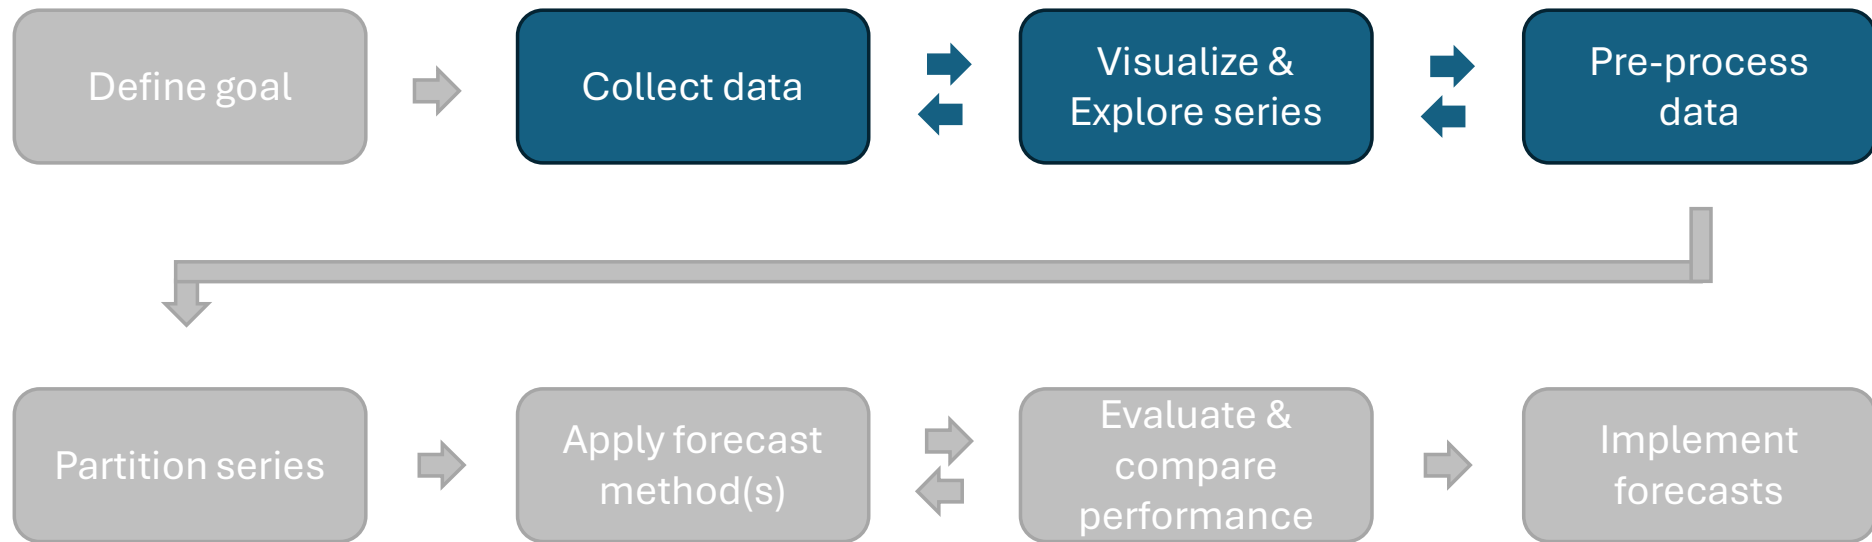 Define goal
Collect data
Visualize &
Explore series
Pre-process
data
Partition series
Apply forecast
method(s)
Evaluate &
compare
performance
Implement
forecasts